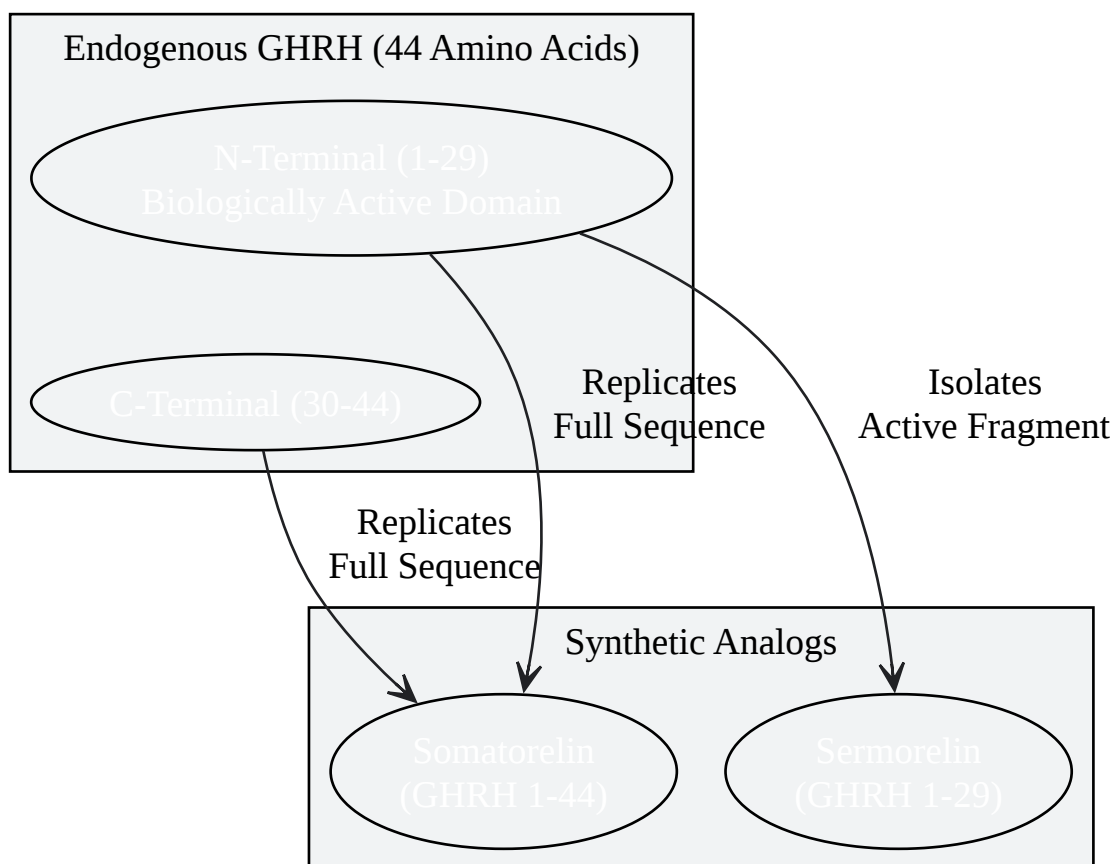 Endogenous GHRH (44 Amino Acids)
N-Terminal (1-29)
Biologically Active Domain
C-Terminal (30-44)
Replicates
Full Sequence
Isolates
Active Fragment
Replicates
Full Sequence
Synthetic Analogs
Somatorelin
(GHRH 1-44)
Sermorelin
(GHRH 1-29)